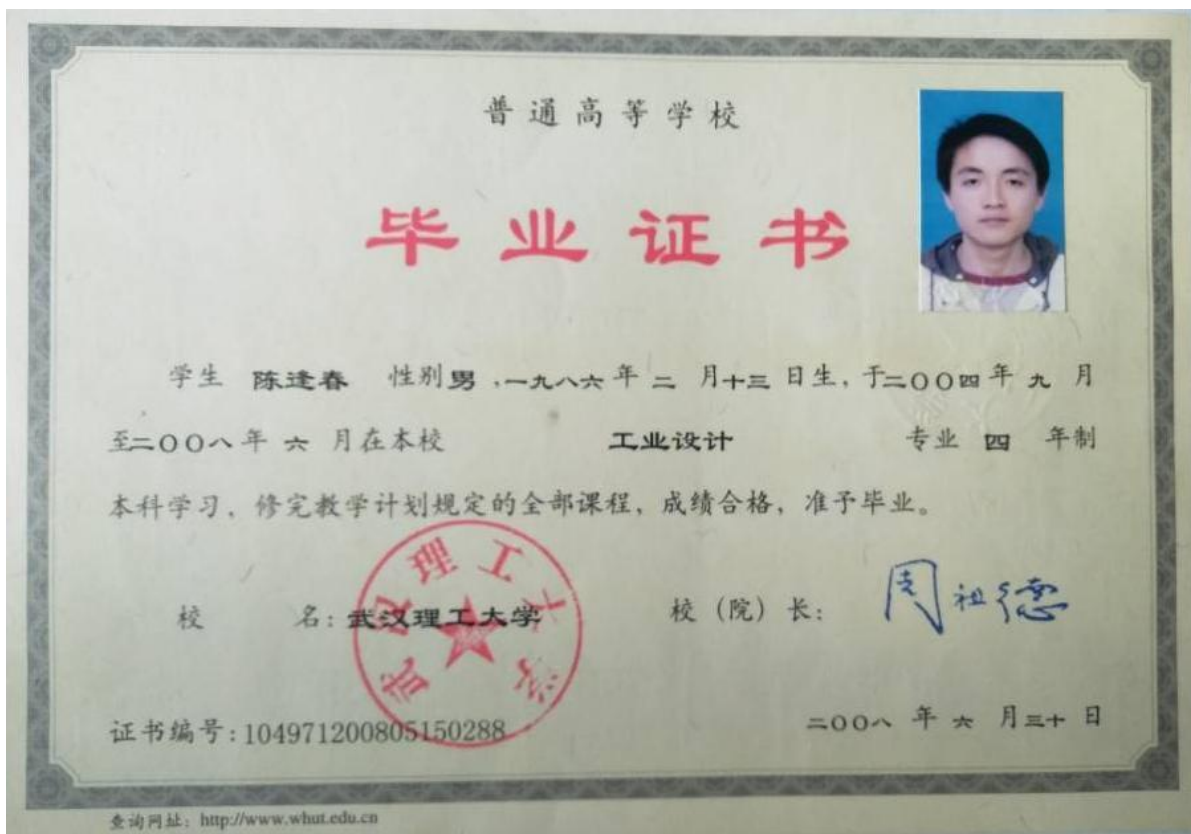 普通高等学校
毕业证书
学生 陈逢春 性别男,一九八六年 二 月十三 日生,于二〇〇四年 九 月
至二〇〇八年 六 月在本校 工业设计 专业 四 年制
本科学习,修完教学计划规定的全部课程,成绩合格,准予毕业。
校 名:武汉理工大学 校(院)长: 周祖德
武汉理工大学
证书编号:104971200805150288 二〇〇八 年 六 月三十 日
查询网址:http://www.whut.edu.cn